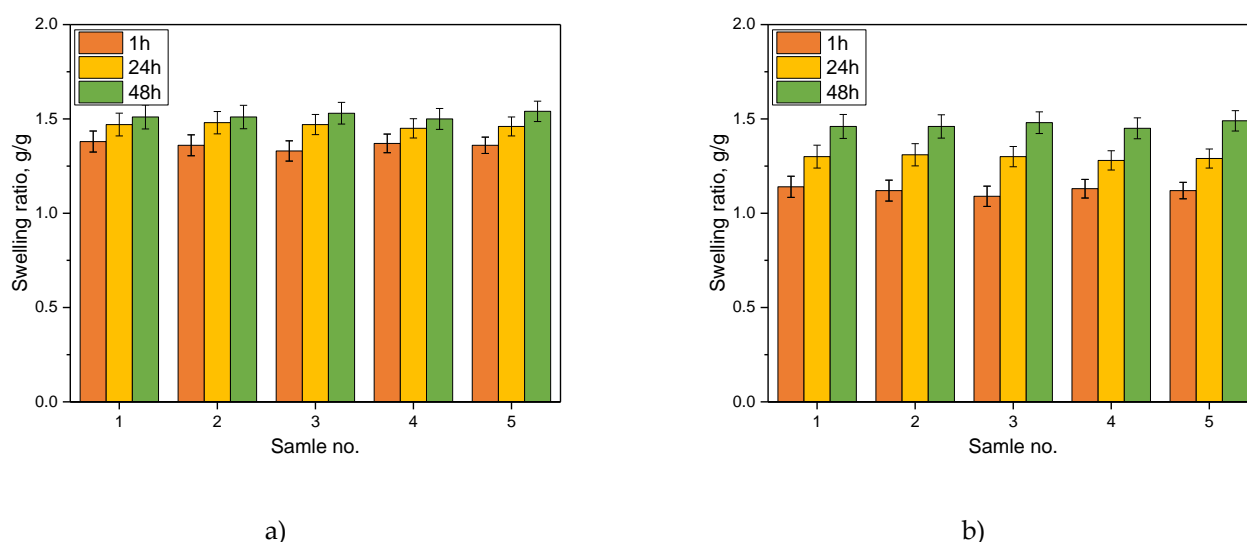 2.0
1.5
1.0
0.5
0.0
Swelling ratio, g/g
1h
24h
48h
1 2 3 4 5
Samle no.
a)
2.0
1.5
1.0
0.5
0.0
Swelling ratio, g/g
1h
24h
48h
1 2 3 4 5
Samle no.
b)